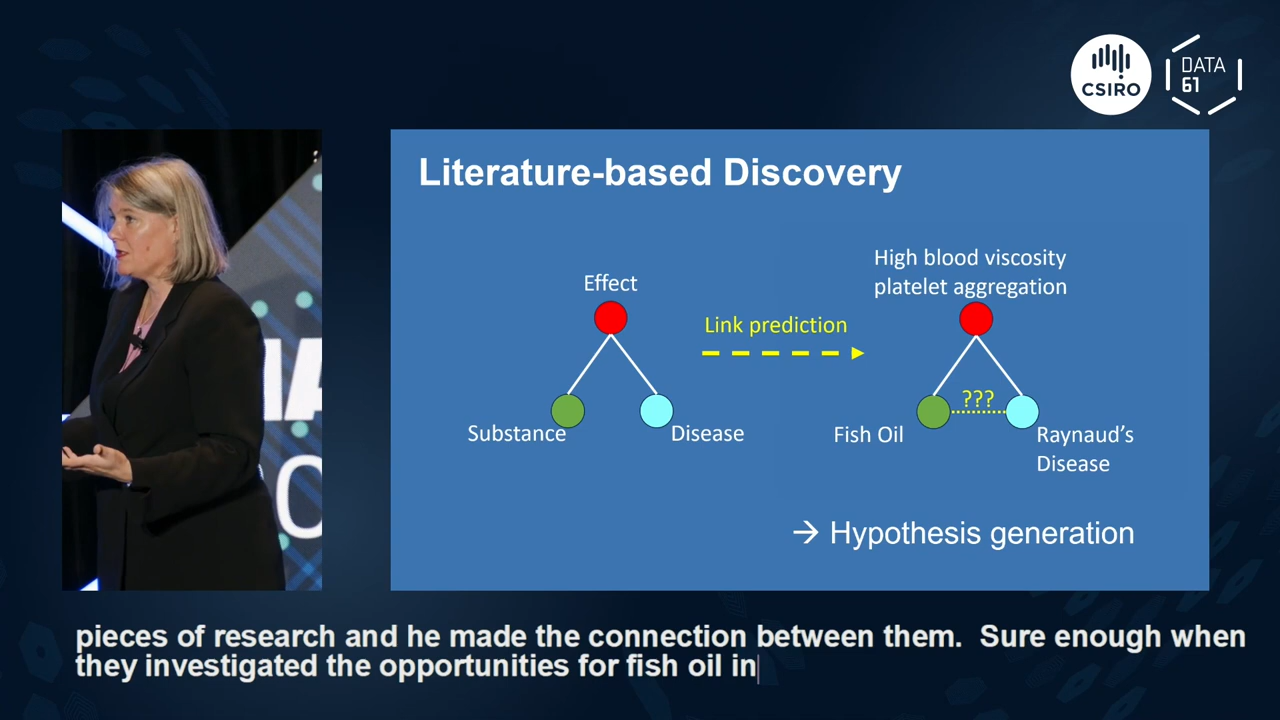 CSIRO
DATA
61
Literature-based Discovery
Effect
Substance
Disease
Link prediction
High blood viscosity
platelet aggregation
???
Fish Oil
Raynaud's
Disease
→ Hypothesis generation
pieces of research and he made the connection between them.  Sure enough when
they investigated the opportunities for fish oil in